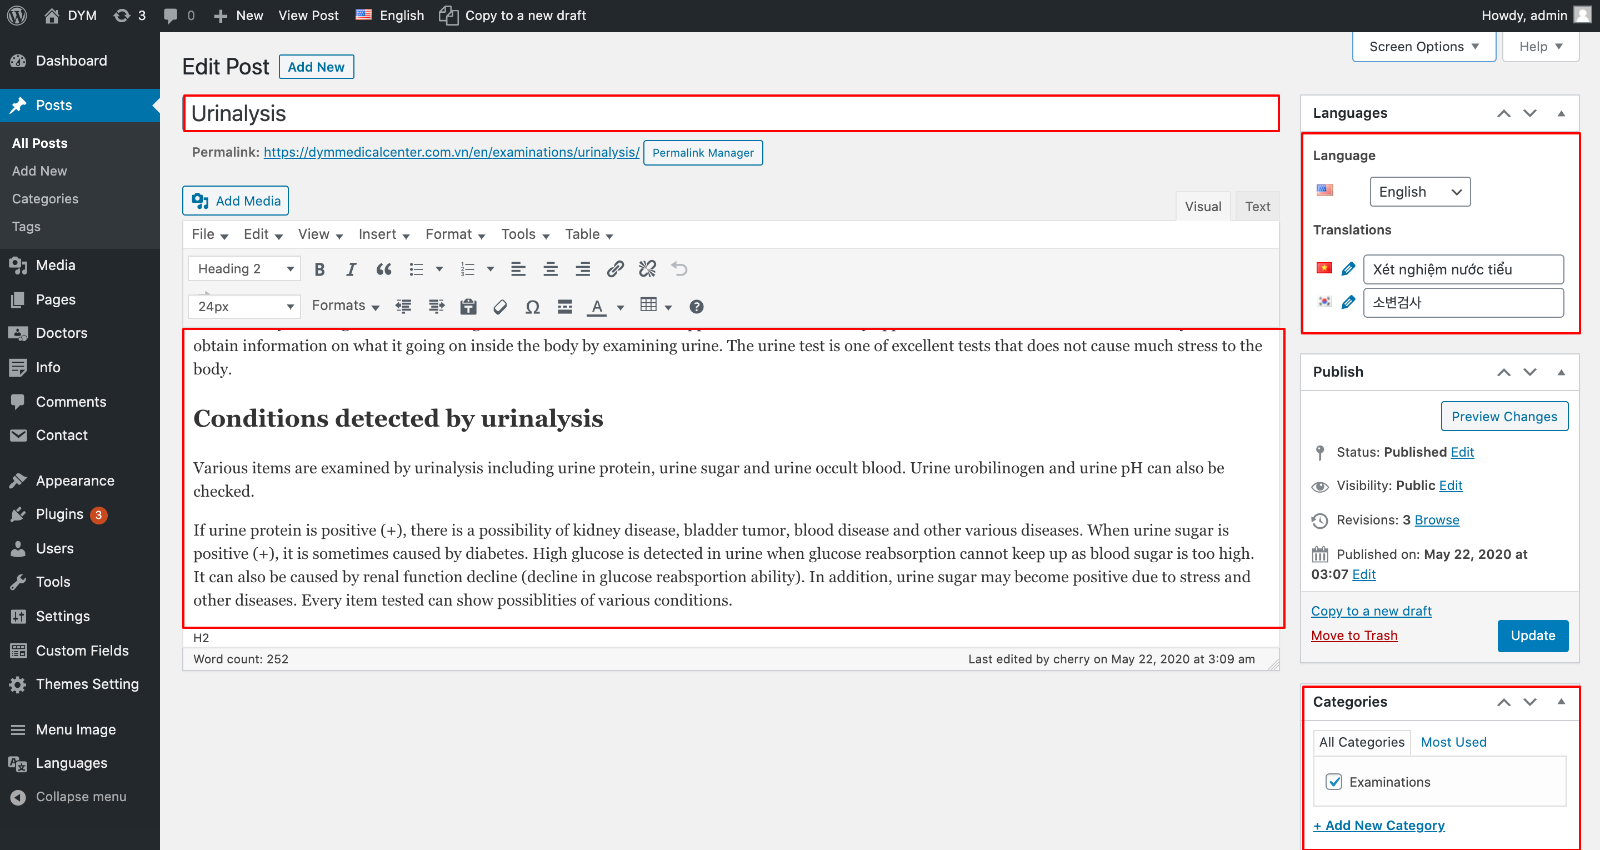 DYM 3 0 New View Post English Copy to a new draft Howdy, admin
Dashboard
Posts
All Posts
Add New
Categories
Tags
Media
Pages
Doctors
Info
Comments
Contact
Appearance
Plugins 3
Users
Tools
Settings
Custom Fields
Themes Setting
Menu Image
Languages
Collapse menu
Screen Options Help
Edit Post Add New
Urinalysis
Permalink: https://dymmedicalcenter.com.vn/en/examinations/urinalysis/ Permalink Manager
Add Media
Visual Text
File Edit View Insert Format Tools Table
Heading 2 B I
24px Formats Ω A
obtain information on what it going on inside the body by examining urine. The urine test is one of excellent tests that does not cause much stress to the
body.
Conditions detected by urinalysis
Various items are examined by urinalysis including urine protein, urine sugar and urine occult blood. Urine urobilinogen and urine pH can also be
checked.
If urine protein is positive (+), there is a possibility of kidney disease, bladder tumor, blood disease and other various diseases. When urine sugar is
positive (+), it is sometimes caused by diabetes. High glucose is detected in urine when glucose reabsorption cannot keep up as blood sugar is too high.
It can also be caused by renal function decline (decline in glucose reabsportion ability). In addition, urine sugar may become positive due to stress and
other diseases. Every item tested can show possiblities of various conditions.
H2
Word count: 252 Last edited by cherry on May 22, 2020 at 3:09 am
Languages
Language
English
Translations
Xét nghiệm nước tiểu
소변검사
Publish
Preview Changes
Status: Published Edit
Visibility: Public Edit
Revisions: 3 Browse
Published on: May 22, 2020 at
03:07 Edit
Copy to a new draft
Move to Trash
Update
Categories
All Categories Most Used
Examinations
+ Add New Category